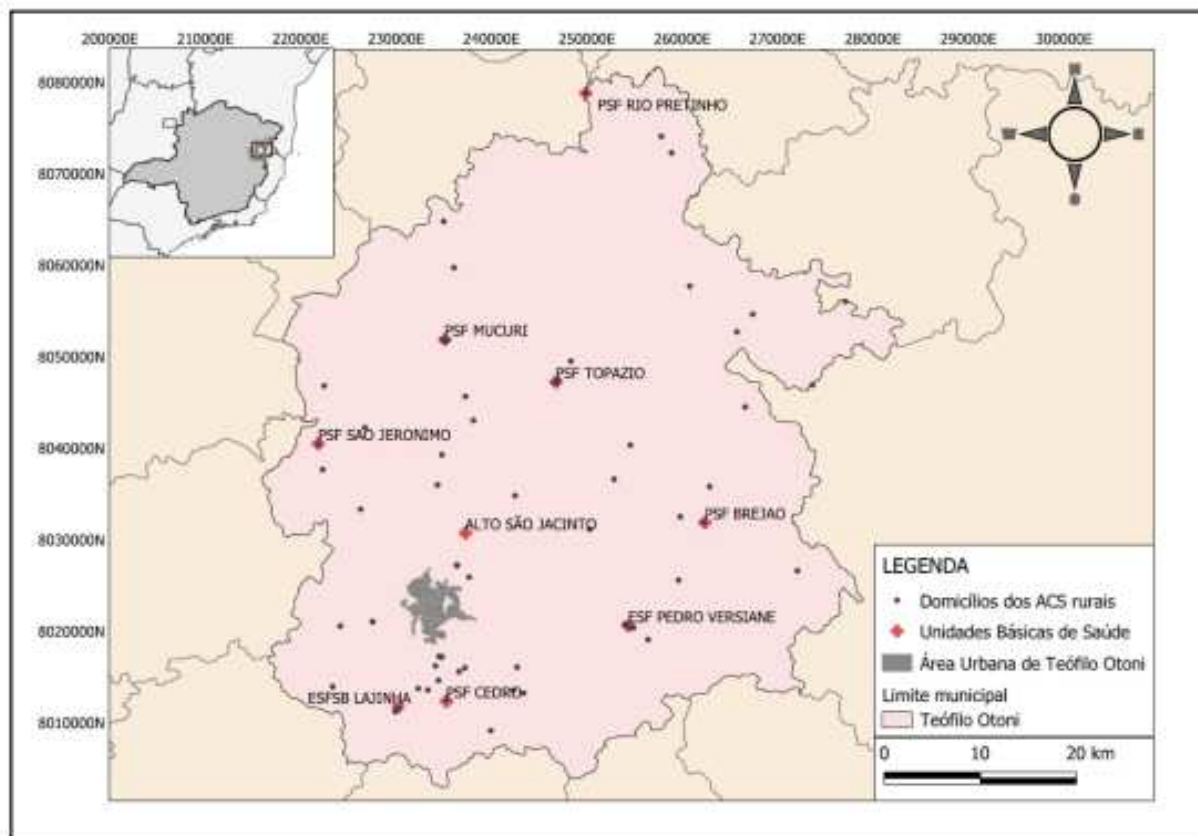 200000E 210000E 220000E 230000E 240000E 250000E 260000E 270000E 280000E 290000E 300000E
8080000N
8070000N
8060000N
8050000N
8040000N
8030000N
8020000N
8010000N
PSF RIO PRETINHO
PSF MUCURI
PSF TOPAZIO
PSF SAO JERONIMO
PSF BREJAO
ALTO SÃO JACINTO
ESF PEDRO VERSIANE
ESFSB LAJINHA
PSF CEDRO
LEGENDA
Domicílios dos ACS rurais
Unidades Básicas de Saúde
Área Urbana de Teófilo Otoni
Limite municipal
Teófilo Otoni
0 10 20 km